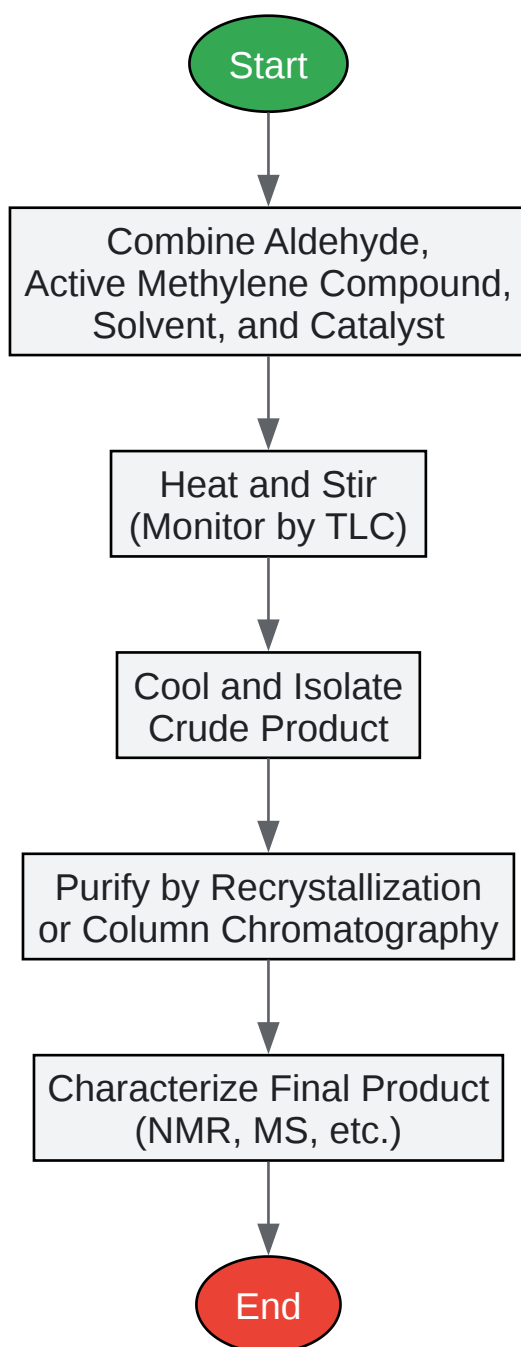 Start
Combine Aldehyde,
Active Methylene Compound,
Solvent, and Catalyst
Heat and Stir
(Monitor by TLC)
Cool and Isolate
Crude Product
Purify by Recrystallization
or Column Chromatography
Characterize Final Product
(NMR, MS, etc.)
End